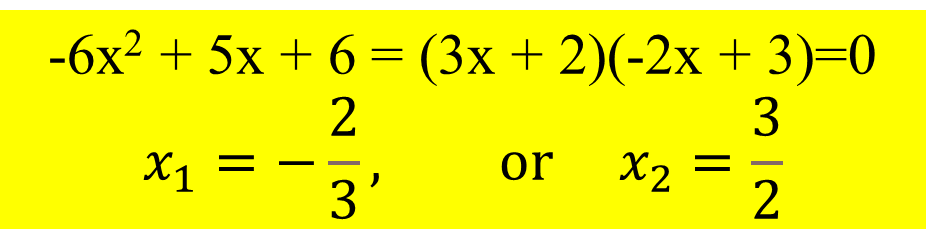 -6x² + 5x + 6 = (3x + 2)(-2x + 3)=0
x₁ = −2/3, or x₂ = 3/2